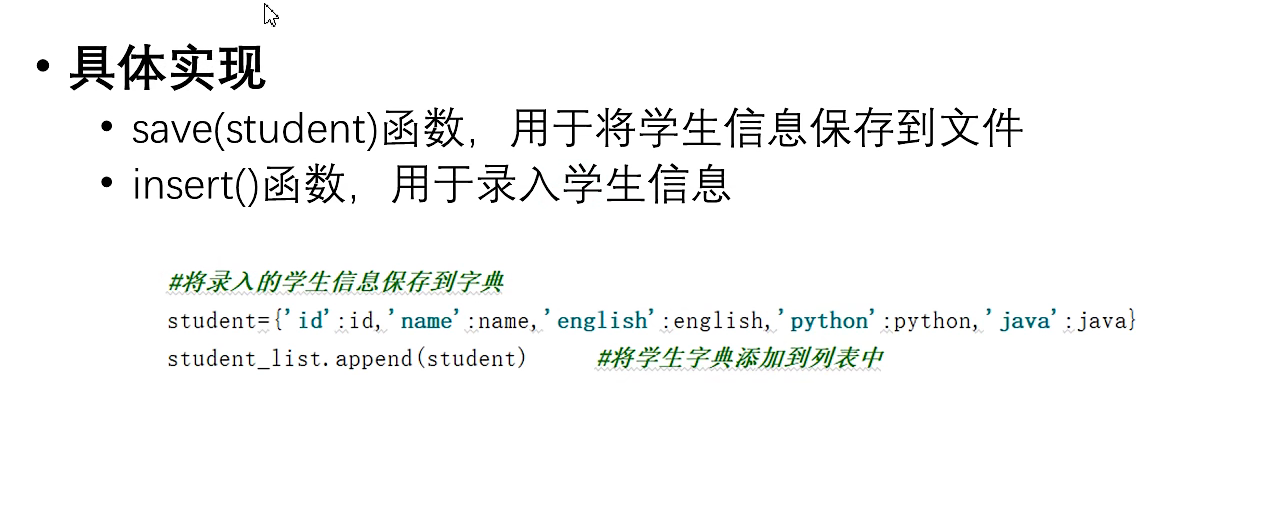 • 具体实现
• save(student)函数，用于将学生信息保存到文件
• insert()函数，用于录入学生信息
#将录入的学生信息保存到字典
student={'id':id,'name':name,'english':english,'python':python,'java':java}
student_list.append(student) #将学生字典添加到列表中